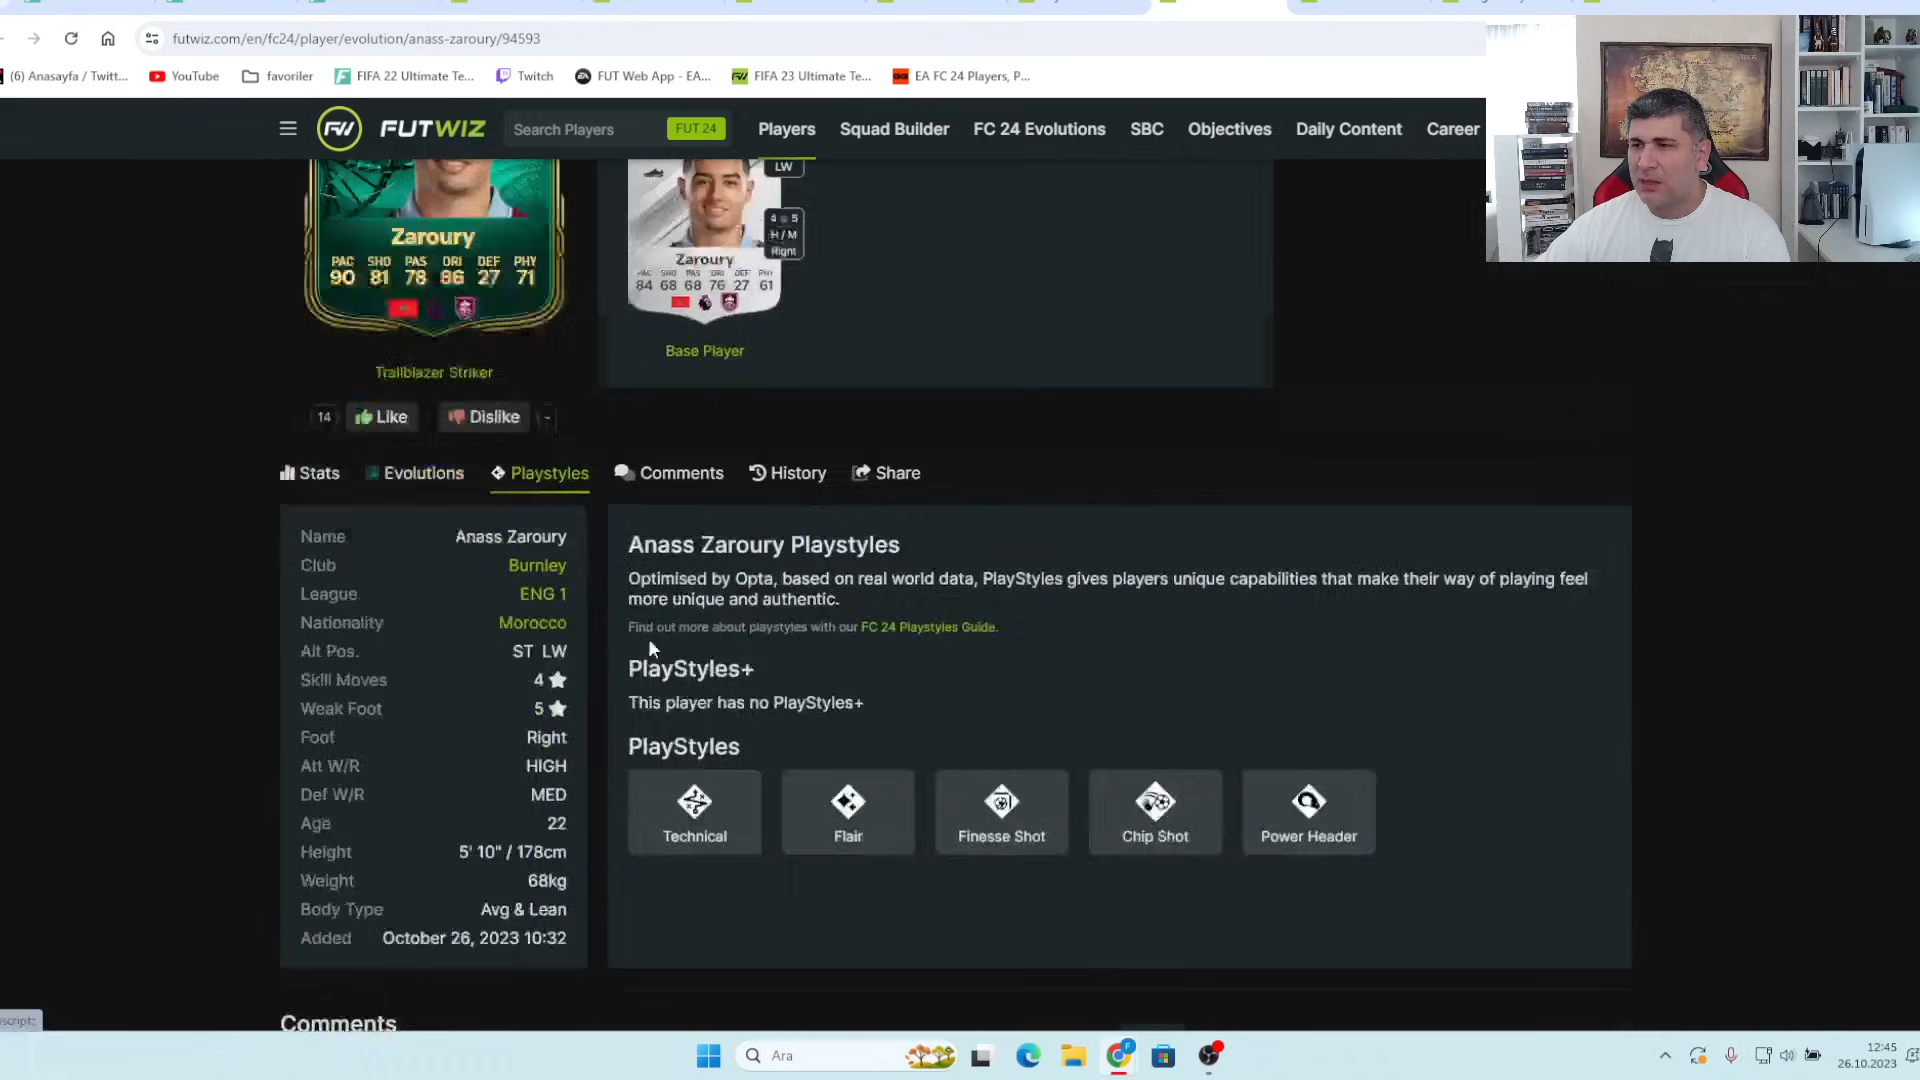 futwiz.com/en/fc24/player/evolution/anass-zaroury/94593
(6) Anasayfa / Twitt...
YouTube
favoriler
FIFA 22 Ultimate Te...
Twitch
FUT Web App - EA...
FIFA 23 Ultimate Te...
EA FC 24 Players, P...
FW FUTWIZ
Search Players
FUT 24
Players
Squad Builder
FC 24 Evolutions
SBC
Objectives
Daily Content
Career
Zaroury
PAC SHO PAS DRI DEF PHY
90 81 78 86 27 71
Trailblazer Striker
LW
4 5
H / M
Right
Zaroury
PAC SHO PAS DRI DEF PHY
84 68 68 76 27 61
Base Player
14
Like
Dislike
-
Stats
Evolutions
Playstyles
Comments
History
Share
Name Anass Zaroury
Club Burnley
League ENG 1
Nationality Morocco
Alt Pos. ST LW
Skill Moves 4
Weak Foot 5
Foot Right
Att W/R HIGH
Def W/R MED
Age 22
Height 5' 10" / 178cm
Weight 68kg
Body Type Avg & Lean
Added October 26, 2023 10:32
Anass Zaroury Playstyles
Optimised by Opta, based on real world data, PlayStyles gives players unique capabilities that make their way of playing feel
more unique and authentic.
Find out more about playstyles with our FC 24 Playstyles Guide.
PlayStyles+
This player has no PlayStyles+
PlayStyles
Technical
Flair
Finesse Shot
Chip Shot
Power Header
Comments
Ara
12:45
26.10.2023